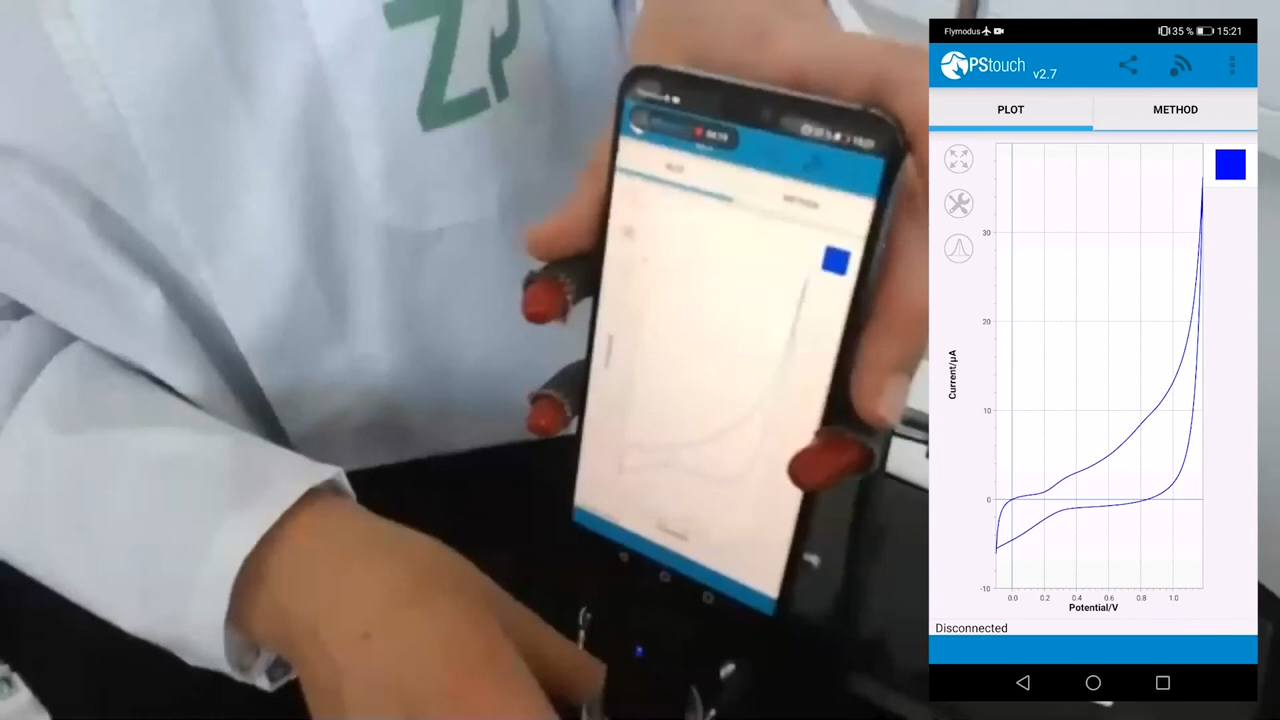 Flymodus 35 % 15:21
PStouch v2.7
PLOT METHOD
30
20
10
0
-10
Current/µA
0.0 0.2 0.4 0.6 0.8 1.0
Potential/V
Disconnected